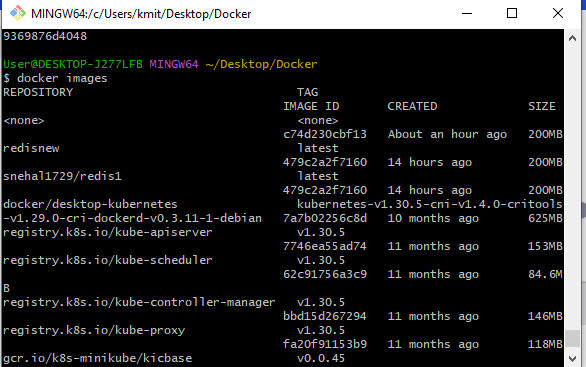 MINGW64:/c/Users/kmit/Desktop/Docker
9369876d4048
User@DESKTOP-J277LFB MINGW64 ~/Desktop/Docker
$ docker images
REPOSITORY TAG
IMAGE ID CREATED SIZE
<none> <none>
c74d230cbf13 About an hour ago 200MB
redisnew latest
479c2a2f7160 14 hours ago 200MB
snehal1729/redis1 latest
479c2a2f7160 14 hours ago 200MB
docker/desktop-kubernetes kubernetes-v1.30.5-cni-v1.4.0-critools
-v1.29.0-cri-dockerd-v0.3.11-1-debian 7a7b02256c8d 10 months ago 625MB
registry.k8s.io/kube-apiserver v1.30.5
7746ea55ad74 11 months ago 153MB
registry.k8s.io/kube-scheduler v1.30.5
62c91756a3c9 11 months ago 84.6M
B
registry.k8s.io/kube-controller-manager v1.30.5
bbd15d267294 11 months ago 146MB
registry.k8s.io/kube-proxy v1.30.5
fa20f91153b9 11 months ago 118MB
gcr.io/k8s-minikube/kicbase v0.0.45